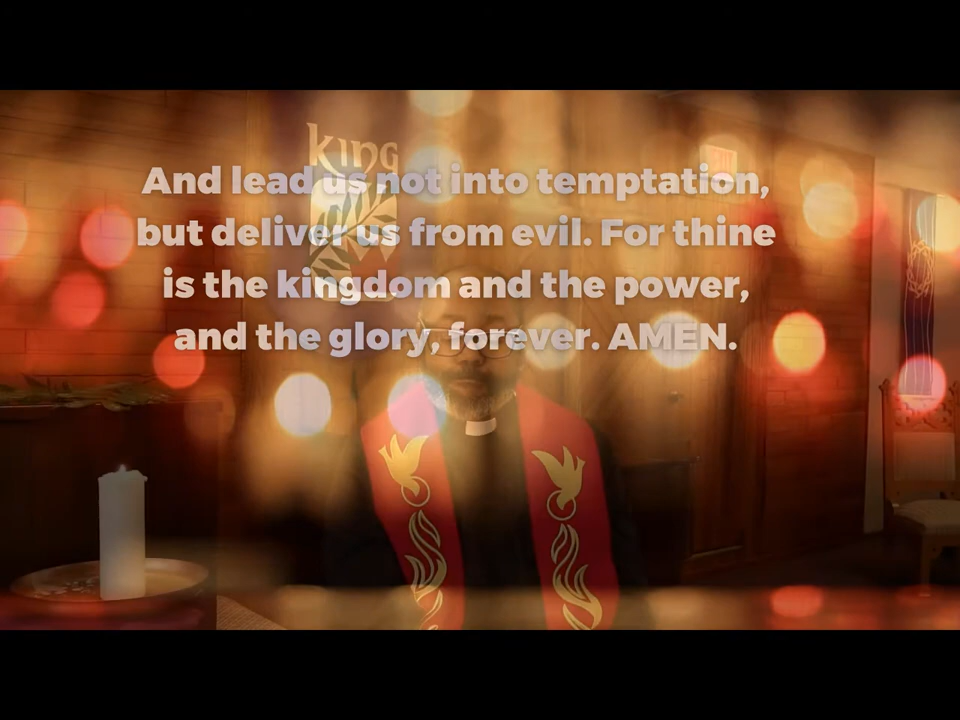 king
And lead us not into temptation,
but deliver us from evil. For thine
is the kingdom and the power,
and the glory, forever. AMEN.